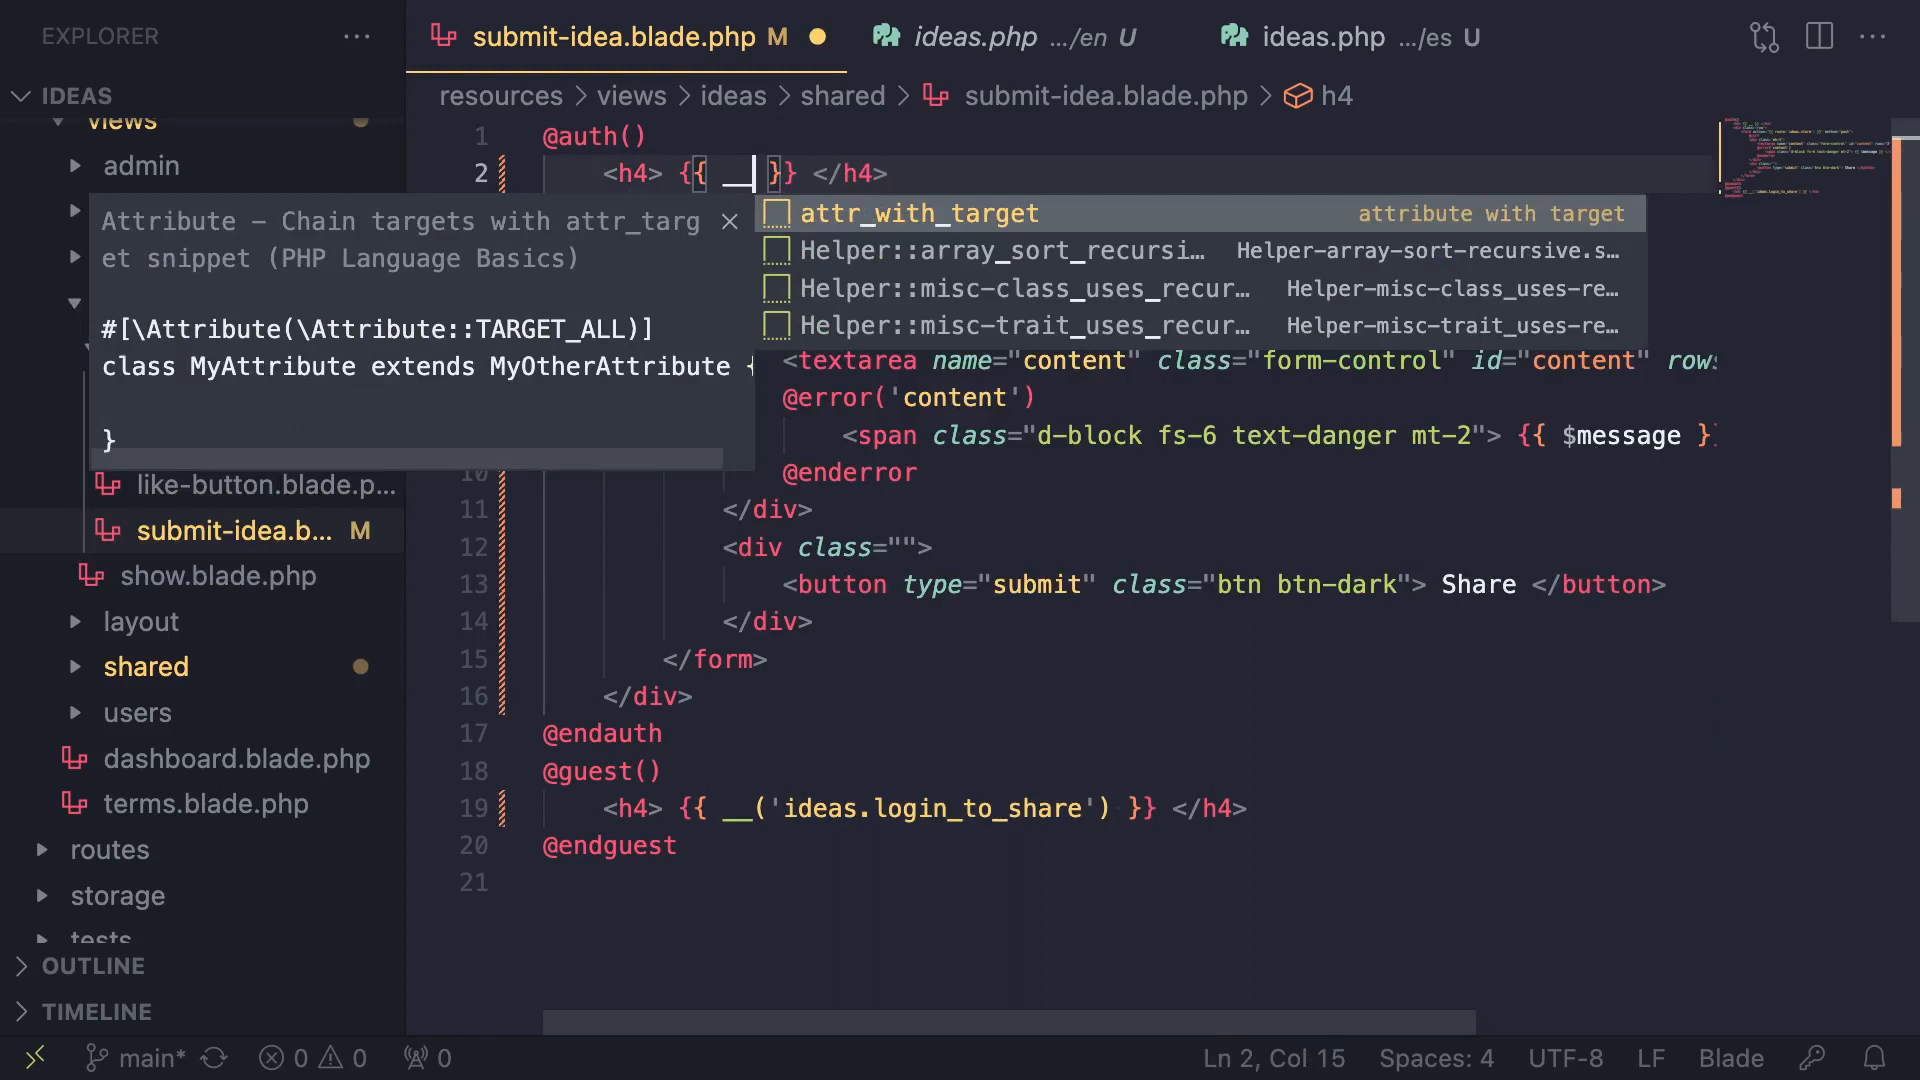 EXPLORER
submit-idea.blade.php M
ideas.php .../en U
ideas.php .../es U
IDEAS
resources > views > ideas > shared > submit-idea.blade.php > h4
views
admin
like-button.blade.p...
submit-idea.b... M
show.blade.php
layout
shared
users
dashboard.blade.php
terms.blade.php
routes
storage
tests
OUTLINE
TIMELINE
1 @auth()
2 <h4> {{ __ }} </h4>
Attribute – Chain targets with attr_targ
et snippet (PHP Language Basics)
#[\Attribute(\Attribute::TARGET_ALL)]
class MyAttribute extends MyOtherAttribute {
}
attr_with_target attribute with target
Helper::array_sort_recursi... Helper-array-sort-recursive.s...
Helper::misc-class_uses_recur... Helper-misc-class_uses-re...
Helper::misc-trait_uses_recur... Helper-misc-trait_uses-re...
<textarea name="content" class="form-control" id="content" rows
@error('content')
<span class="d-block fs-6 text-danger mt-2"> {{ $message }
10 @enderror
11 </div>
12 <div class="">
13 <button type="submit" class="btn btn-dark"> Share </button>
14 </div>
15 </form>
16 </div>
17 @endauth
18 @guest()
19 <h4> {{ __('ideas.login_to_share') }} </h4>
20 @endguest
21
main* 0 0 0
Ln 2, Col 15 Spaces: 4 UTF-8 LF Blade